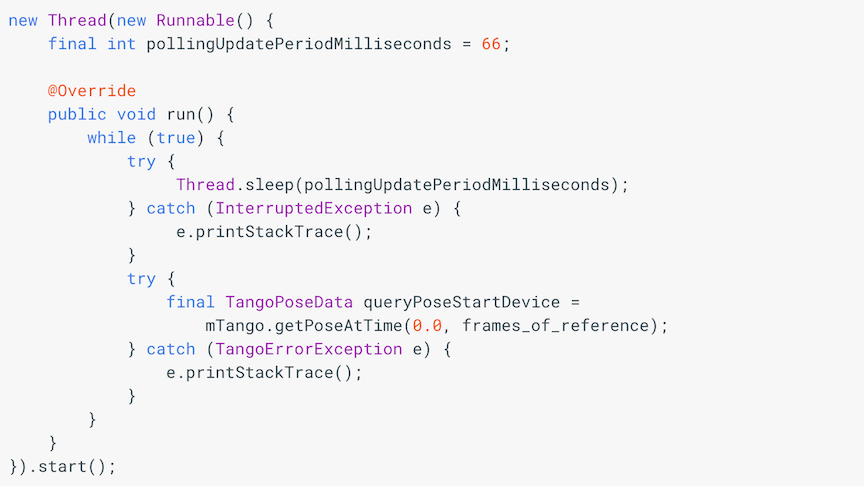 new Thread(new Runnable() {
    final int pollingUpdatePeriodMilliseconds = 66;

    @Override
    public void run() {
        while (true) {
            try {
                 Thread.sleep(pollingUpdatePeriodMilliseconds);
            } catch (InterruptedException e) {
                 e.printStackTrace();
            }
            try {
                final TangoPoseData queryPoseStartDevice =
                    mTango.getPoseAtTime(0.0, frames_of_reference);
            } catch (TangoErrorException e) {
                e.printStackTrace();
            }
        }
    }
}).start();